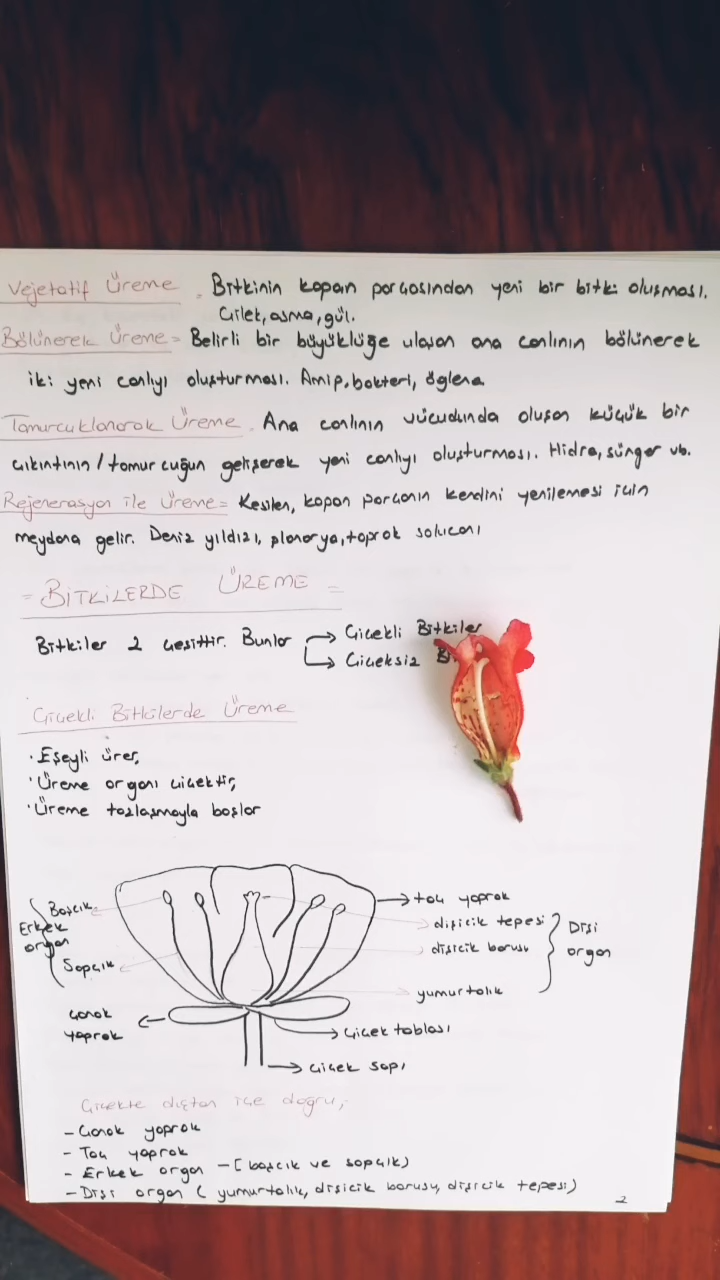 Vejetatif Üreme = Bitkinin kopan parçasından yeni bir bitki oluşması.
Çilek, asma, gül.
Bölünerek Üreme = Belirli bir büyüklüğe ulaşan ana canlının bölünerek
iki yeni canlıyı oluşturması. Amip, bakteri, öglena
Tomurcuklanarak Üreme = Ana canlının vücudunda oluşan küçük bir
çıkıntının / tomurcuğun gelişerek yeni canlıyı oluşturması. Hidra, sünger vb.
Rejenerasyon ile Üreme = Kesilen, kopan parçanın kendini yenilemesi için
meydana gelir. Deniz yıldızı, planarya, toprak solucanı
= BİTKİLERDE ÜREME =
Bitkiler 2 çeşittir. Bunlar → Çiçekli Bitkiler
→ Çiçeksiz
Çiçekli Bitkilerde Üreme
· Eşeyli ürer,
· Üreme organı çiçektir,
· Üreme tozlaşmayla başlar
Başçık
Erkek organ
Sapçık
Çanak yaprak
Taç yaprak
dişicik tepesi
dişicik borusu
yumurtalık
Dişi organ
Çiçek tablası
Çiçek sapı
Çiçekte dıştan içe doğru;
- Çanak yaprak
- Taç yaprak
- Erkek organ - [ başçık ve sapçık)
- Dişi organ ( yumurtalık, dişicik borusu, dişicik tepesi)
2